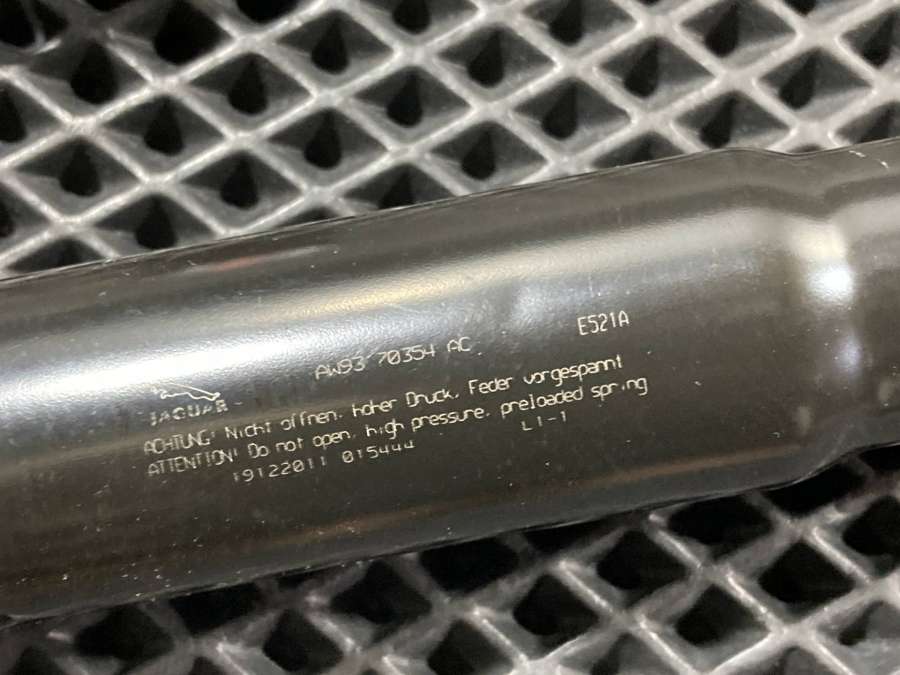 E521A
AW93 70354 AC
JAGUAR
ACHTUNG! Nicht öffnen. Hoher Druck. Feder vorgespannt
ATTENTION! Do not open. high pressure. preloaded spring
19122011 015444 L1-1